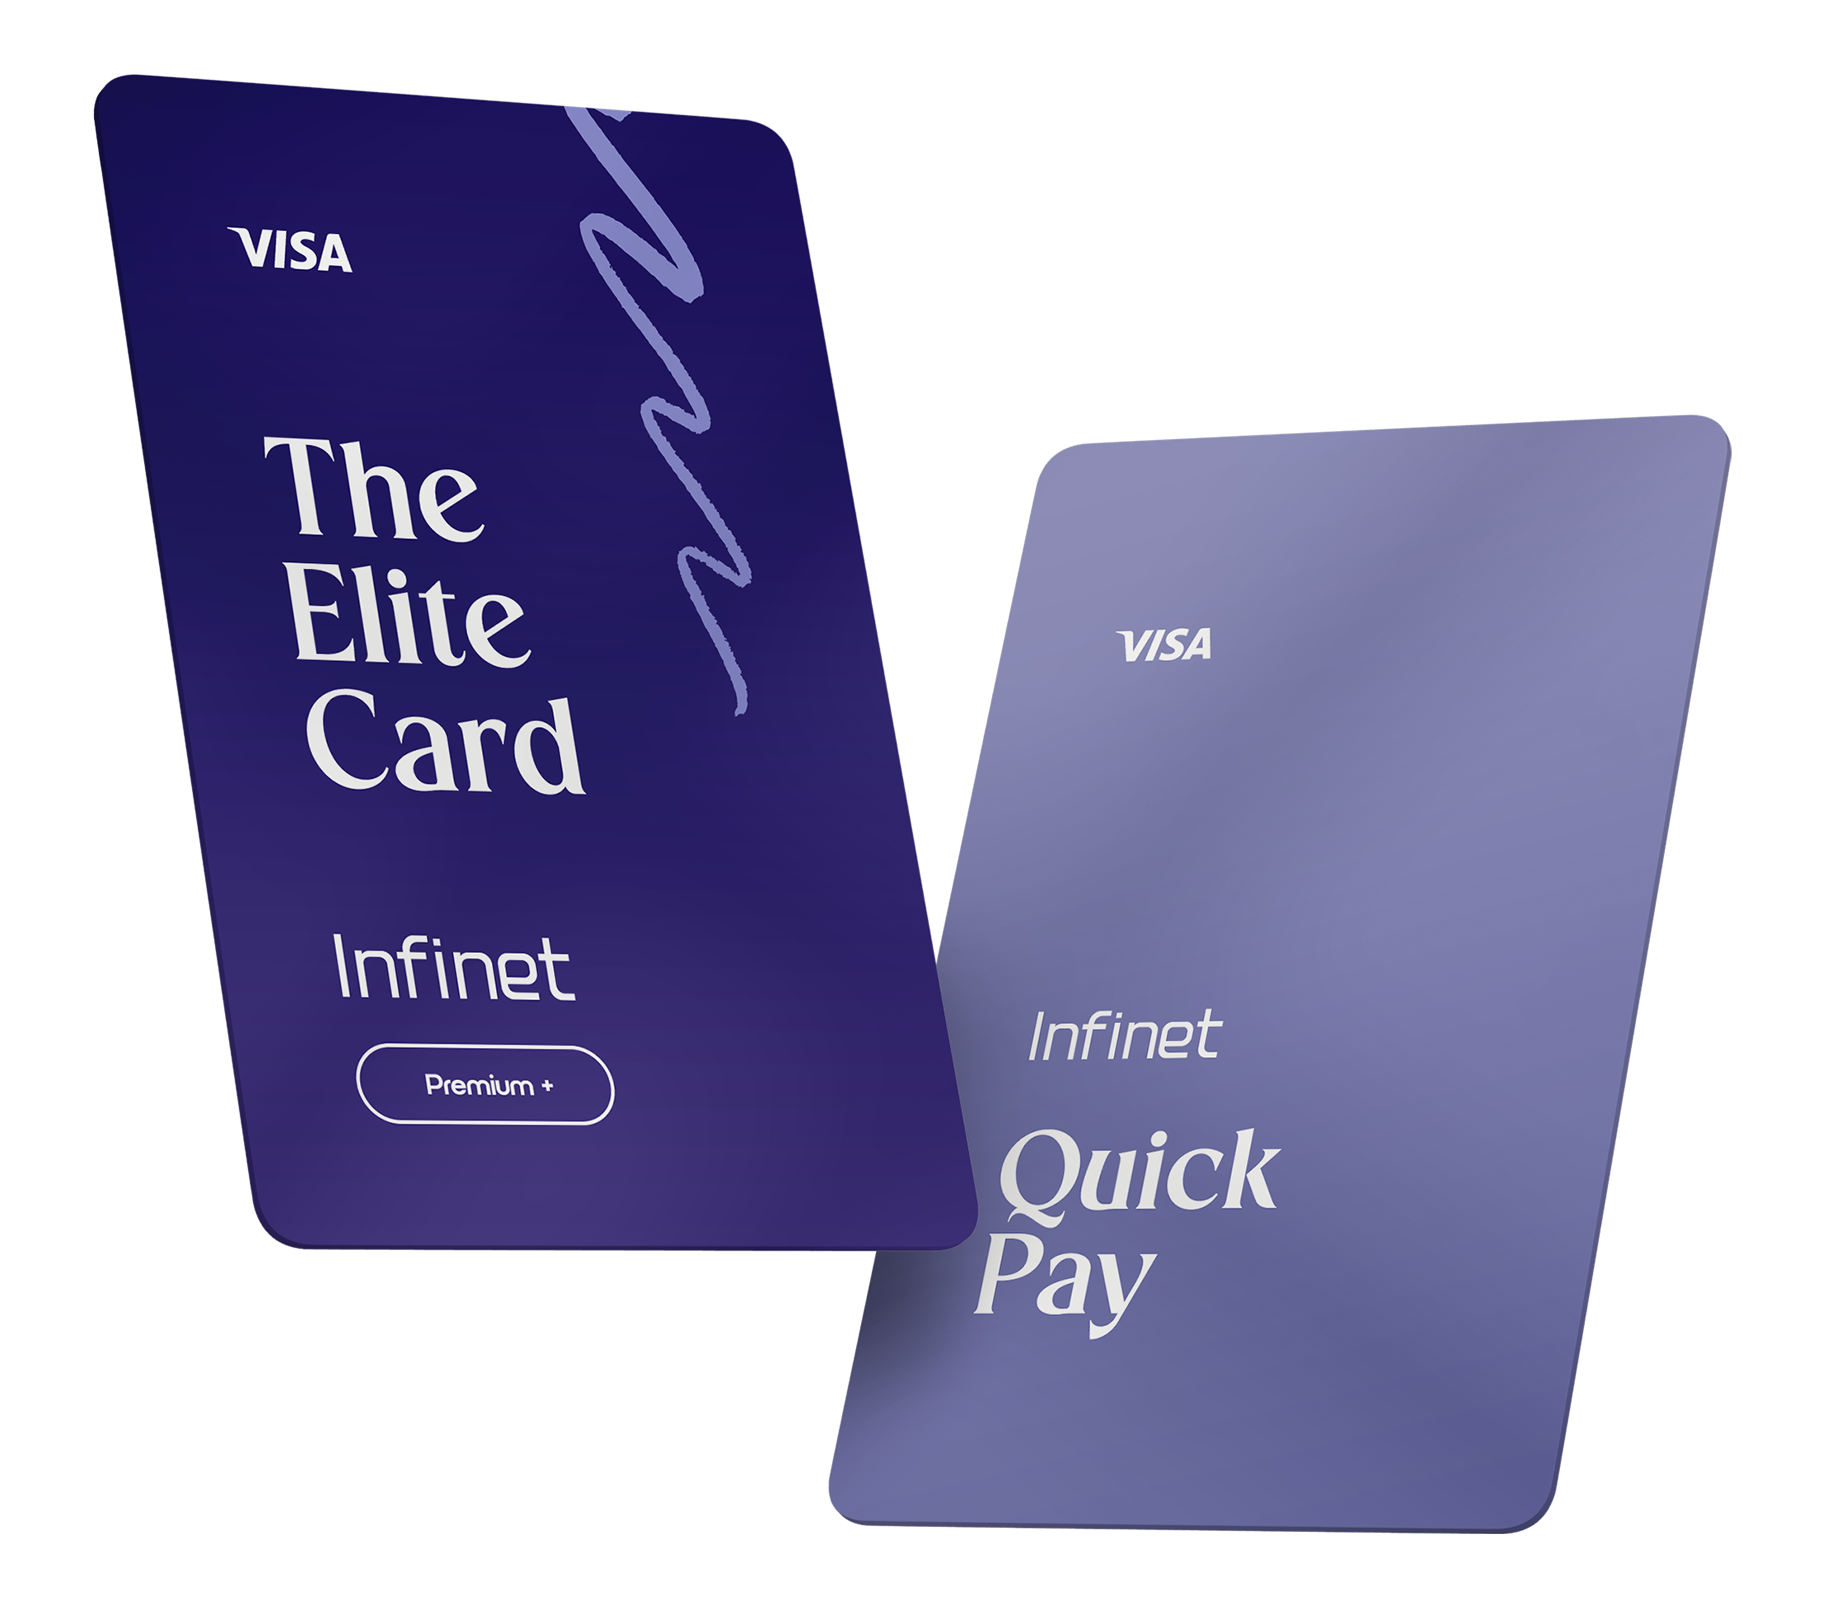 VISA
The
Elite
Card
Infinet
Premium +
VISA
Infinet
Quick
Pay